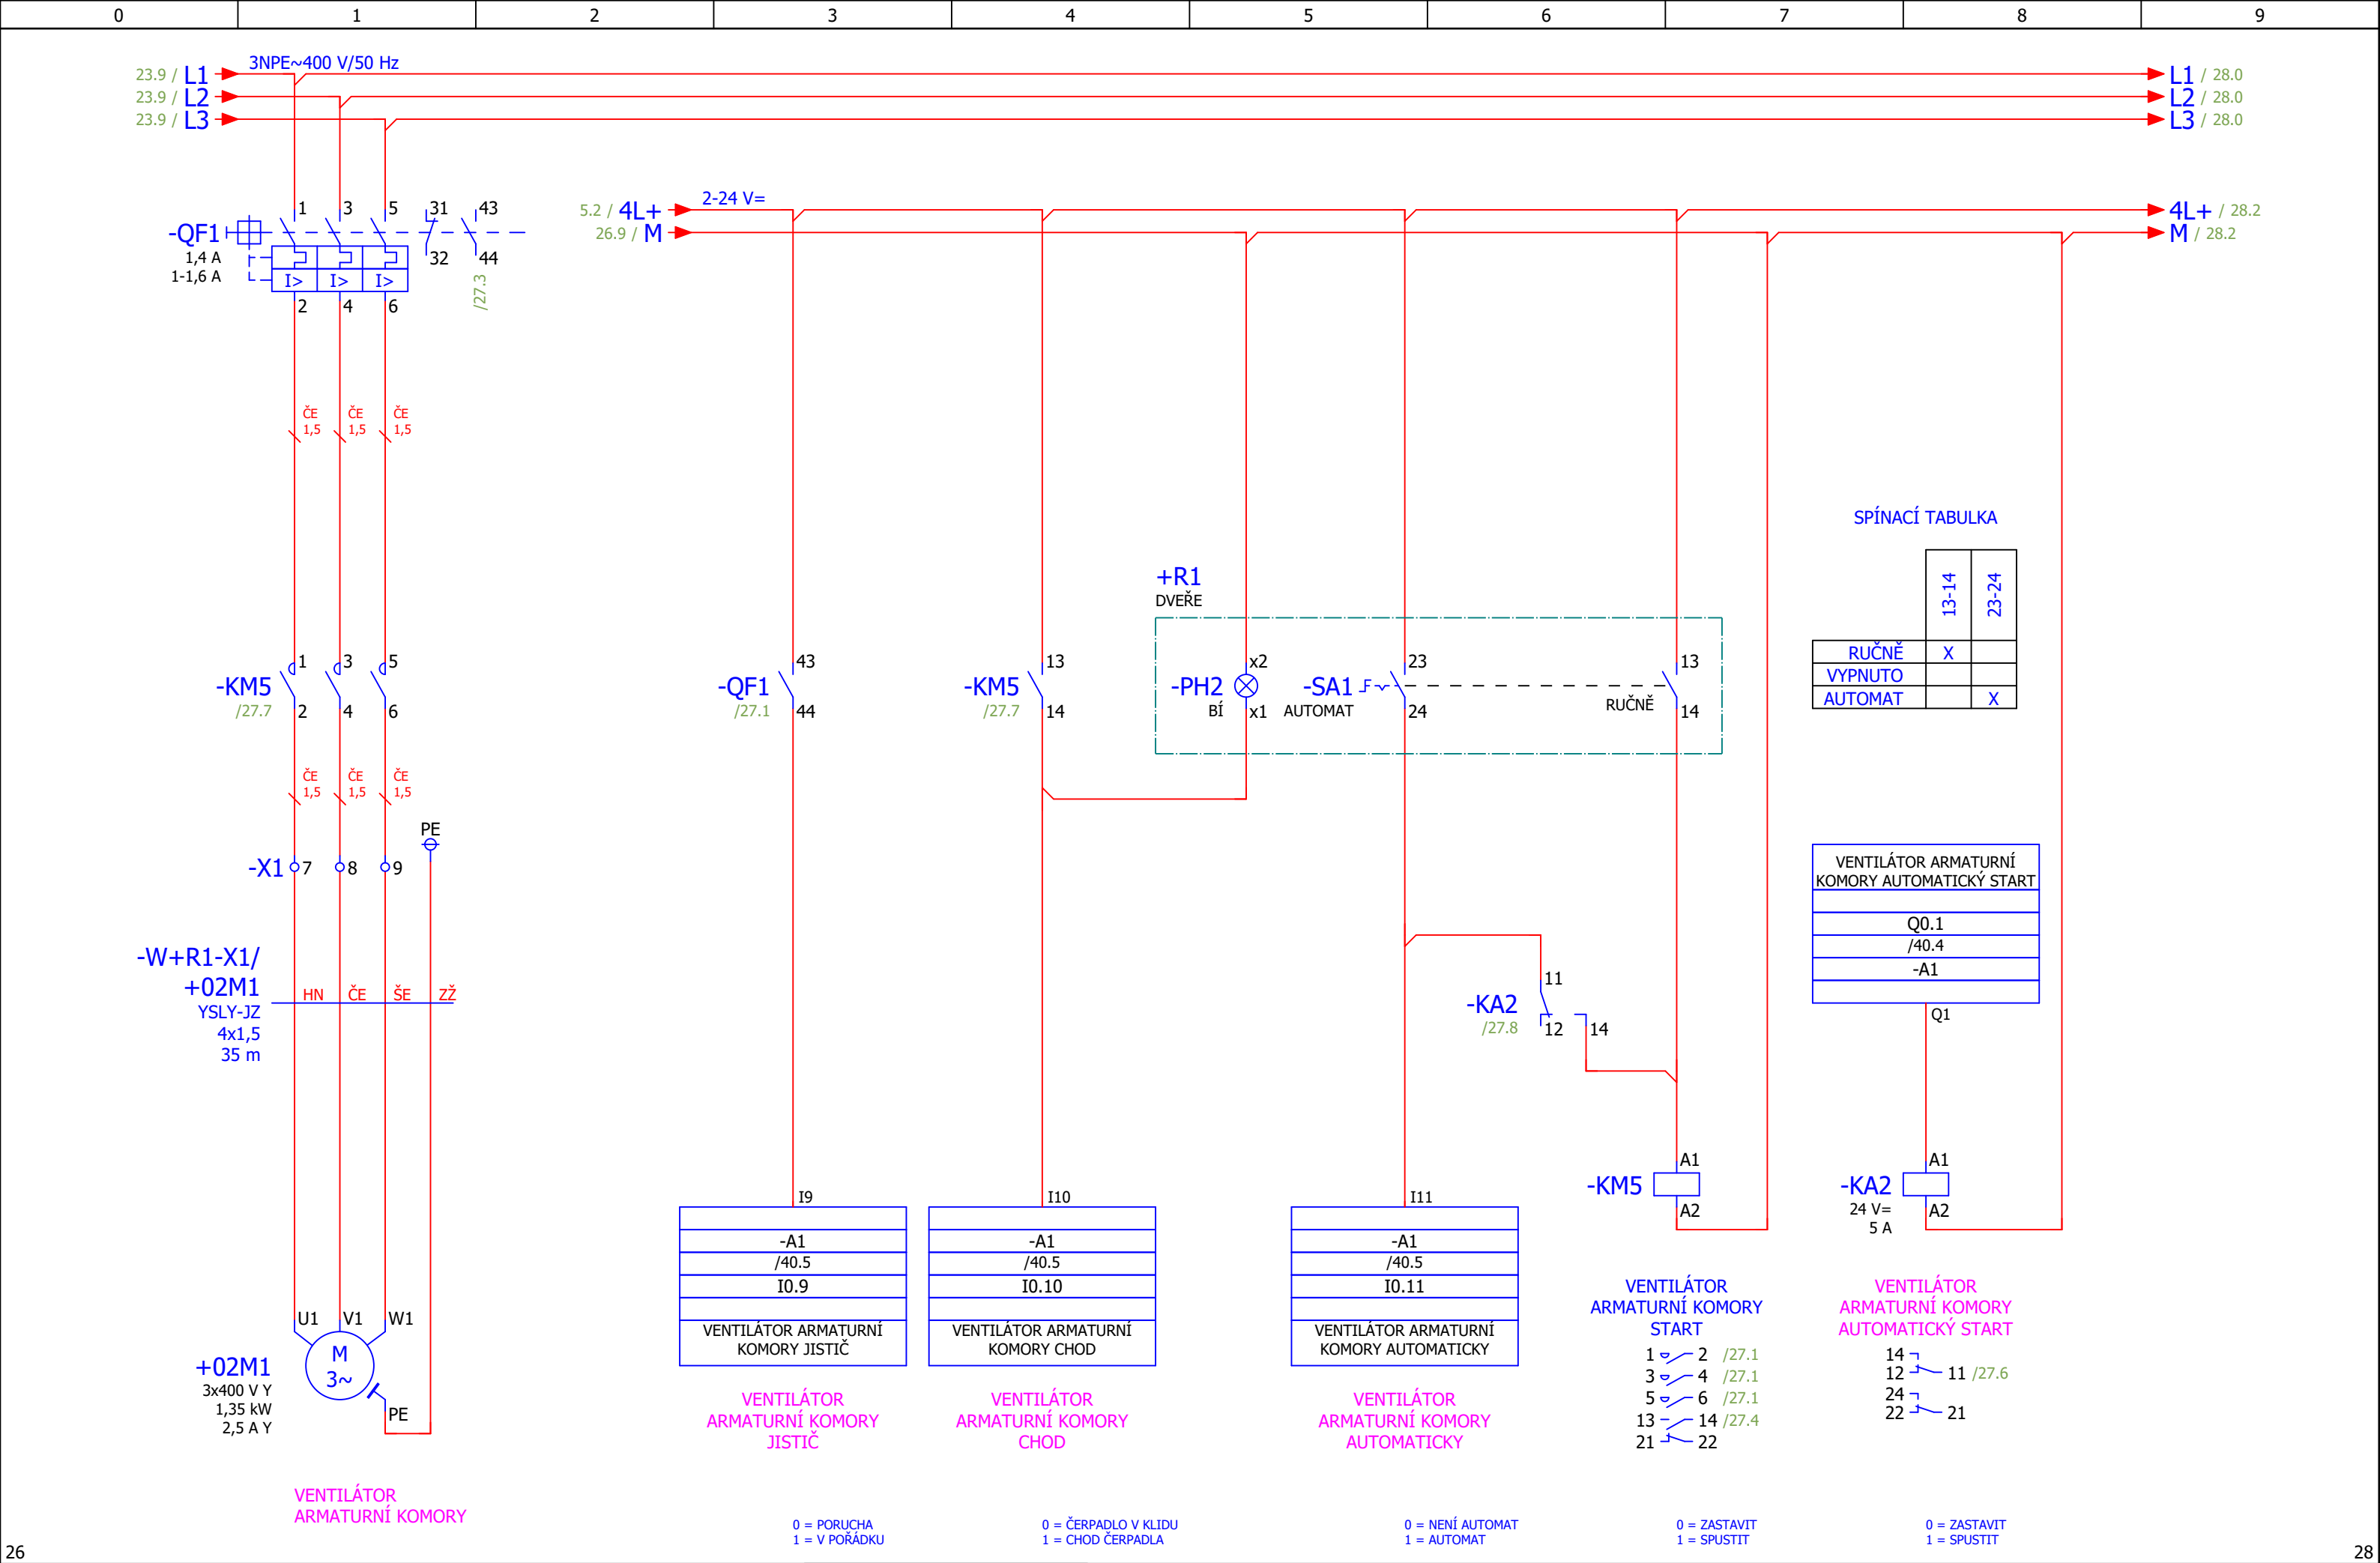 0 1 2 3 4 5 6 7 8 9
3NPE~400 V/50 Hz
23.9 / L1
L1 / 28.0
23.9 / L2
L2 / 28.0
23.9 / L3
L3 / 28.0
2-24 V=
5.2 / 4L+
4L+ / 28.2
26.9 / M
M / 28.2
1 3 5 31 43
-QF1
1,4 A
1-1,6 A
32 44
I> I> I>
/27.3
2 4 6
ČE ČE ČE
1,5 1,5 1,5
SPÍNACÍ TABULKA
13-14 23-24
RUČNĚ X
VYPNUTO
AUTOMAT X
+R1
DVEŘE
1 3 5
-KM5
/27.7
2 4 6
43
-QF1
/27.1
44
13
-KM5
/27.7
14
x2
-PH2
BÍ x1
23
-SA1
AUTOMAT 24
13
RUČNĚ
14
ČE ČE ČE
1,5 1,5 1,5
PE
-X1 7 8 9
-W+R1-X1/
+02M1
YSLY-JZ
4x1,5
35 m
HN ČE ŠE ZŽ
11
-KA2
/27.8
12 14
VENTILÁTOR ARMATURNÍ
KOMORY AUTOMATICKÝ START
Q0.1
/40.4
-A1
Q1
A1
-KM5
A2
A1
-KA2
24 V=
5 A
A2
I9
-A1
/40.5
I0.9
VENTILÁTOR ARMATURNÍ
KOMORY JISTIČ
I10
-A1
/40.5
I0.10
VENTILÁTOR ARMATURNÍ
KOMORY CHOD
I11
-A1
/40.5
I0.11
VENTILÁTOR ARMATURNÍ
KOMORY AUTOMATICKY
U1 V1 W1
M
3~
+02M1
3x400 V Y
1,35 kW
2,5 A Y
PE
VENTILÁTOR
ARMATURNÍ KOMORY
VENTILÁTOR
ARMATURNÍ KOMORY
JISTIČ
VENTILÁTOR
ARMATURNÍ KOMORY
CHOD
VENTILÁTOR
ARMATURNÍ KOMORY
AUTOMATICKY
VENTILÁTOR
ARMATURNÍ KOMORY
START
1 2 /27.1
3 4 /27.1
5 6 /27.1
13 14 /27.4
21 22
VENTILÁTOR
ARMATURNÍ KOMORY
AUTOMATICKÝ START
14
12 11 /27.6
24
22 21
0 = PORUCHA
1 = V POŘÁDKU
0 = ČERPADLO V KLIDU
1 = CHOD ČERPADLA
0 = NENÍ AUTOMAT
1 = AUTOMAT
0 = ZASTAVIT
1 = SPUSTIT
0 = ZASTAVIT
1 = SPUSTIT
26
28